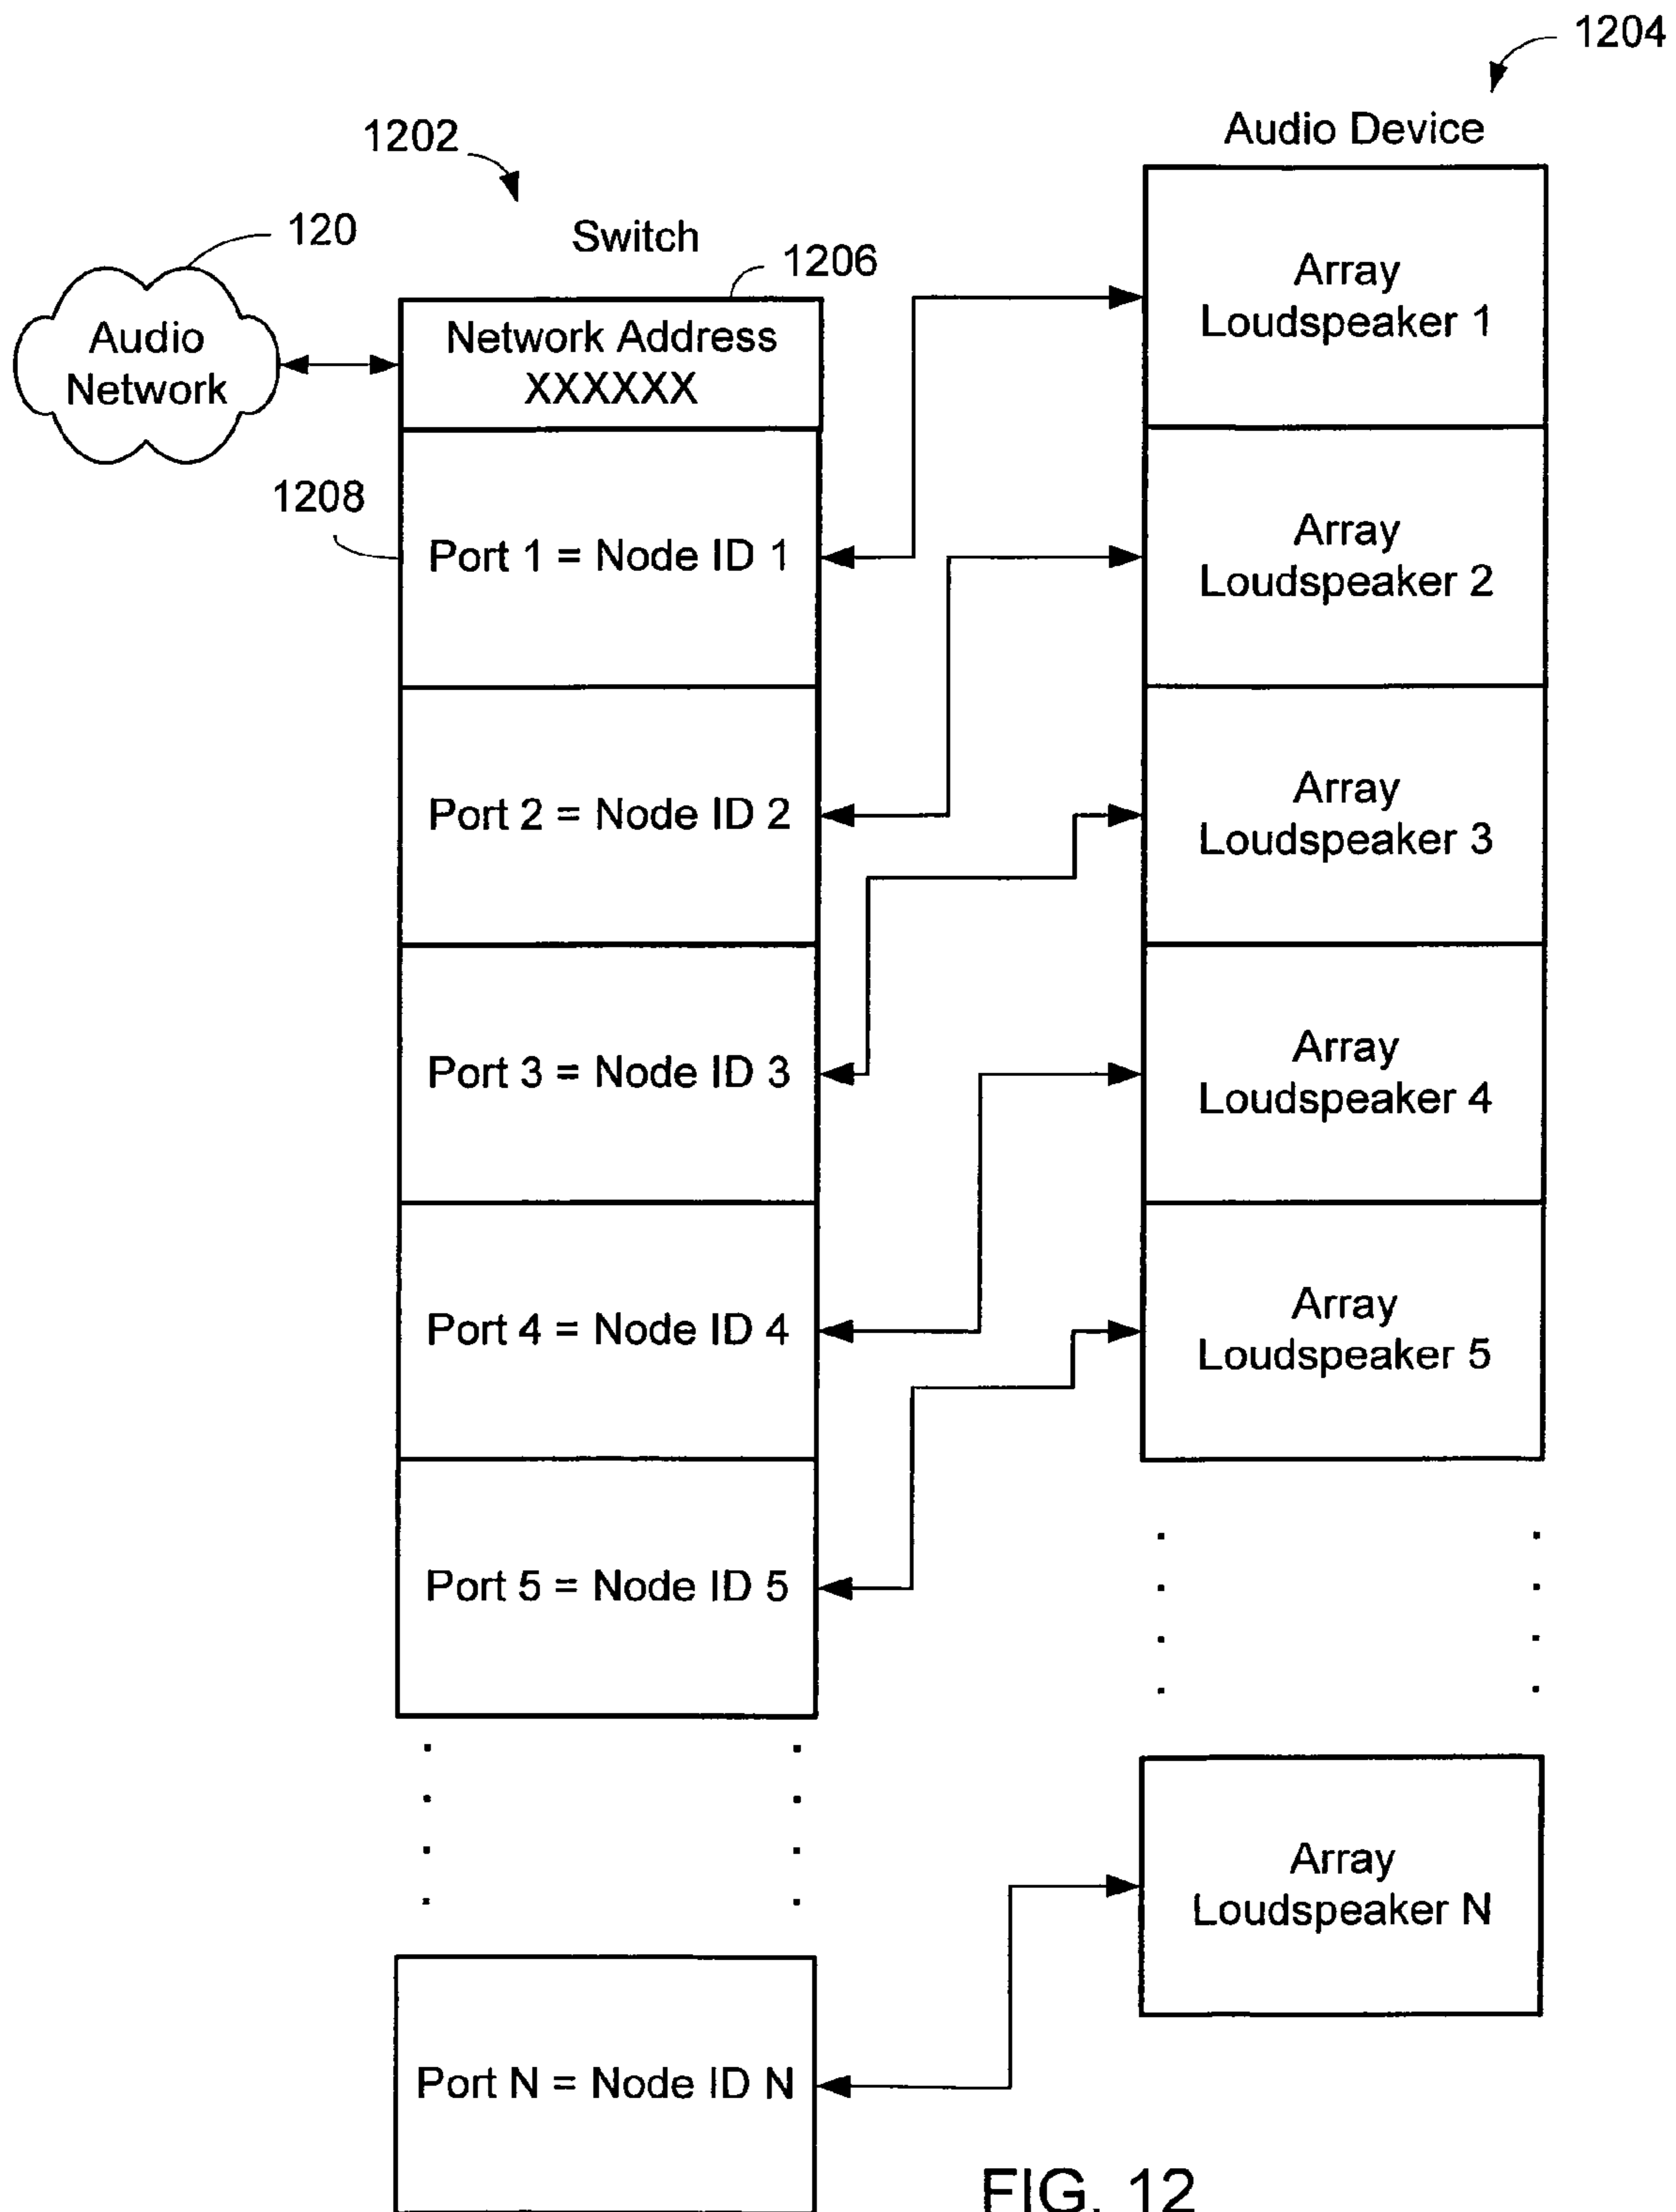 1204
Audio Device
1202
120
Switch
1206
Audio
Network
Network Address
XXXXXX
1208
Port 1 = Node ID 1
Port 2 = Node ID 2
Port 3 = Node ID 3
Port 4 = Node ID 4
Port 5 = Node ID 5
Port N = Node ID N
Array
Loudspeaker 1
Array
Loudspeaker 2
Array
Loudspeaker 3
Array
Loudspeaker 4
Array
Loudspeaker 5
Array
Loudspeaker N
FIG. 12